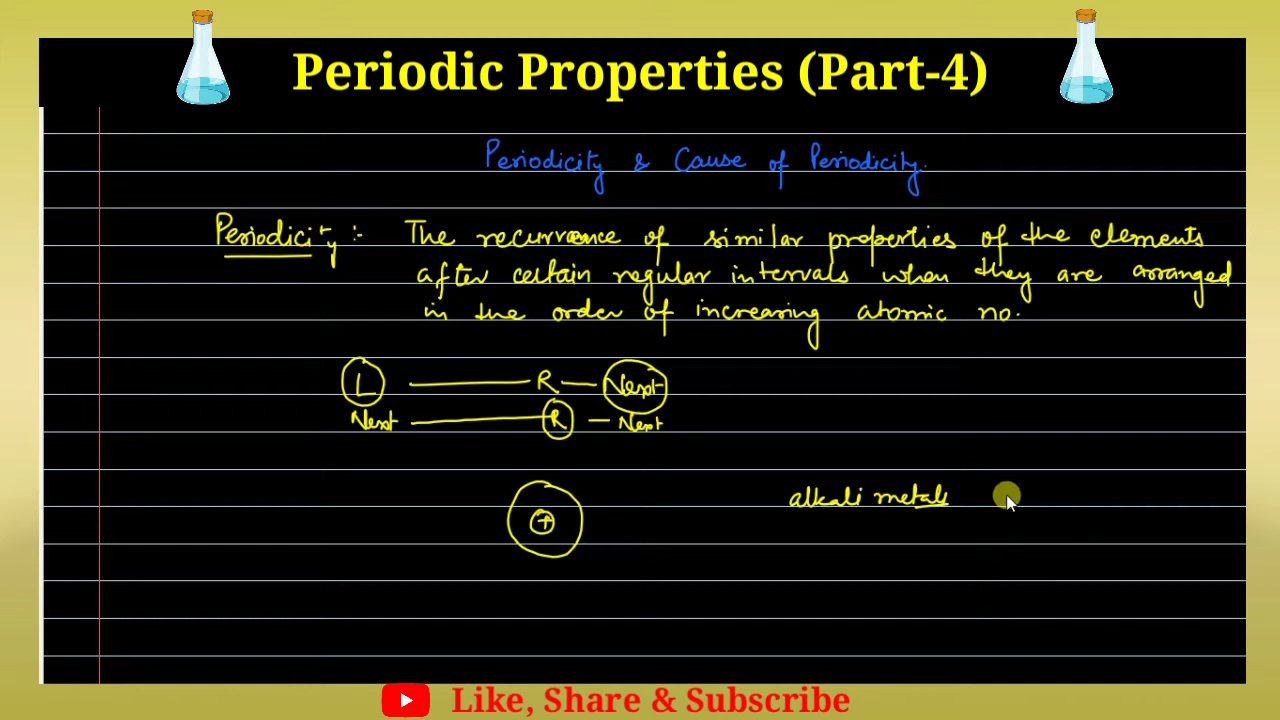 Periodic Properties (Part-4)
Periodicity & Cause of Periodicity.
Periodicity :- The recurrence of similar properties of the elements
after certain regular intervals when they are arranged
in the order of increasing atomic no.
L — R — Next
Next — R — Next
+
alkali metals
Like, Share & Subscribe